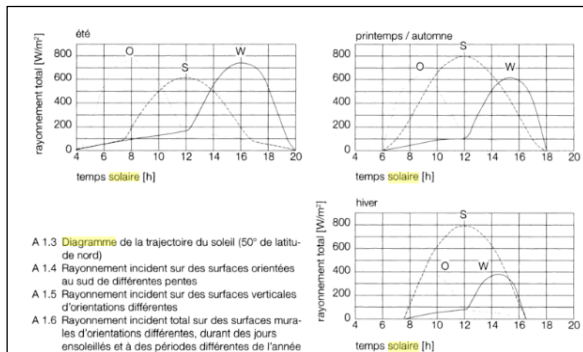 été
rayonnement total [W/m²]
800
600
400
200
0
O
S
W
4 6 8 10 12 14 16 18 20
temps solaire [h]
printemps / automne
rayonnement total [W/m²]
800
600
400
200
0
O
S
W
4 6 8 10 12 14 16 18 20
temps solaire [h]
hiver
rayonnement total [W/m²]
800
600
400
200
0
S
O
W
4 6 8 10 12 14 16 18 20
temps solaire [h]
A 1.3 Diagramme de la trajectoire du soleil (50° de latitu-
de nord)
A 1.4 Rayonnement incident sur des surfaces orientées
au sud de différentes pentes
A 1.5 Rayonnement incident sur des surfaces verticales
d'orientations différentes
A 1.6 Rayonnement incident total sur des surfaces mura-
les d'orientations différentes, durant des jours
ensoleillés et à des périodes différentes de l'année